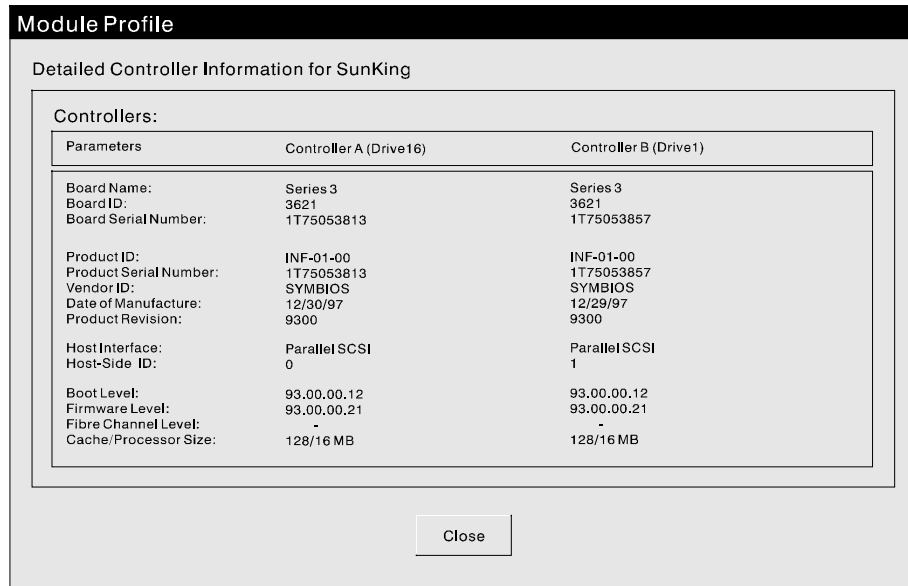 Module Profile
Detailed Controller Information for SunKing
Controllers:
Parameters Controller A (Drive16) Controller B (Drive1)
Board Name: Series 3 Series 3
Board ID: 3621 3621
Board Serial Number: 1T75053813 1T75053857
Product ID: INF-01-00 INF-01-00
Product Serial Number: 1T75053813 1T75053857
Vendor ID: SYMBIOS SYMBIOS
Date of Manufacture: 12/30/97 12/29/97
Product Revision: 9300 9300
Host Interface: Parallel SCSI Parallel SCSI
Host-Side ID: 0 1
Boot Level: 93.00.00.12 93.00.00.12
Firmware Level: 93.00.00.21 93.00.00.21
Fibre Channel Level: - -
Cache/Processor Size: 128/16 MB 128/16 MB
Close